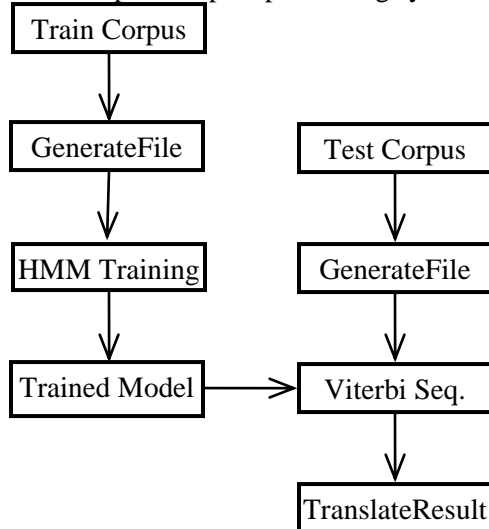 Train Corpus
GenerateFile
HMM Training
Trained Model
Test Corpus
GenerateFile
Viterbi Seq.
TranslateResult